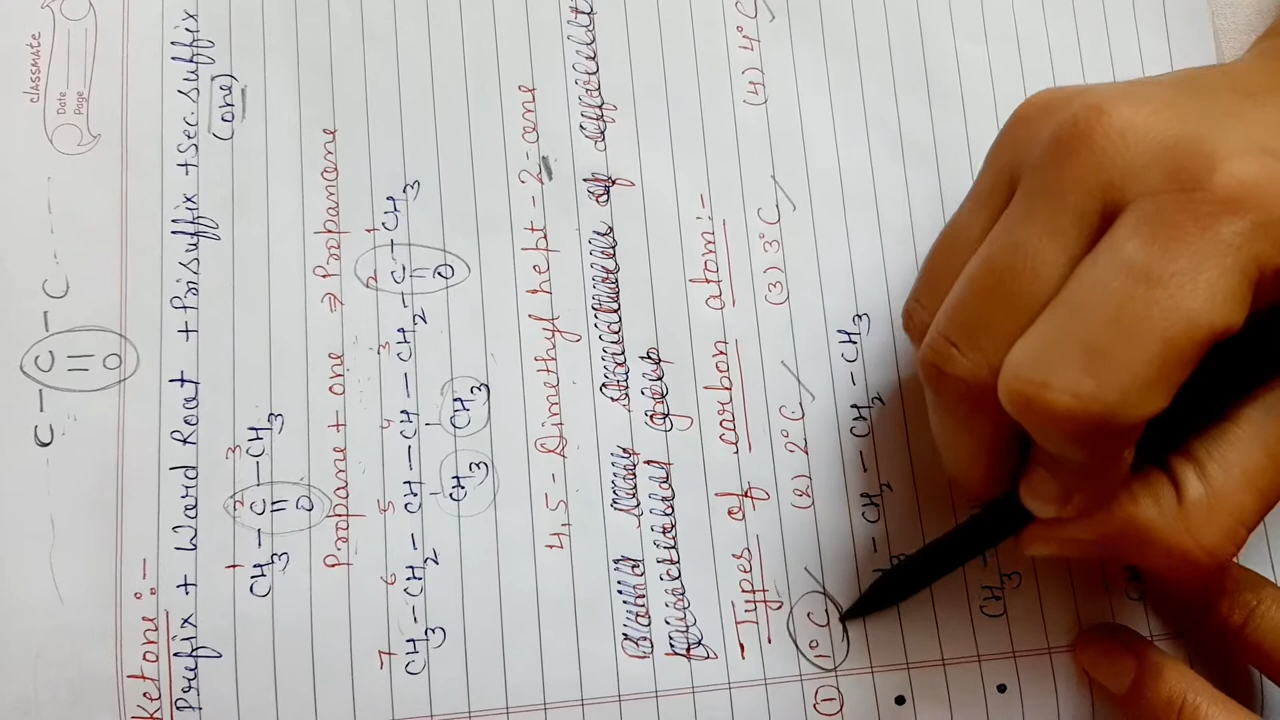 classmate
Date
Page
C - C - C
O
Ketone :-
Prefix + Word Root + Pri suffix + Sec. suffix
(one)
1 2 3
CH3 - C - CH3
O
Propane + one ⇒ Propanone
7 6 5 4 3 2 1
CH3 - CH2 - CH - CH - CH2 - C - CH3
CH3 CH3 O
4,5 - Dimethyl hept - 2 - one
Types of carbon atom :-
(1) 1° C (2) 2° C (3) 3° C (4) 4° C
- CH2 - CH2 - CH3
CH3 -